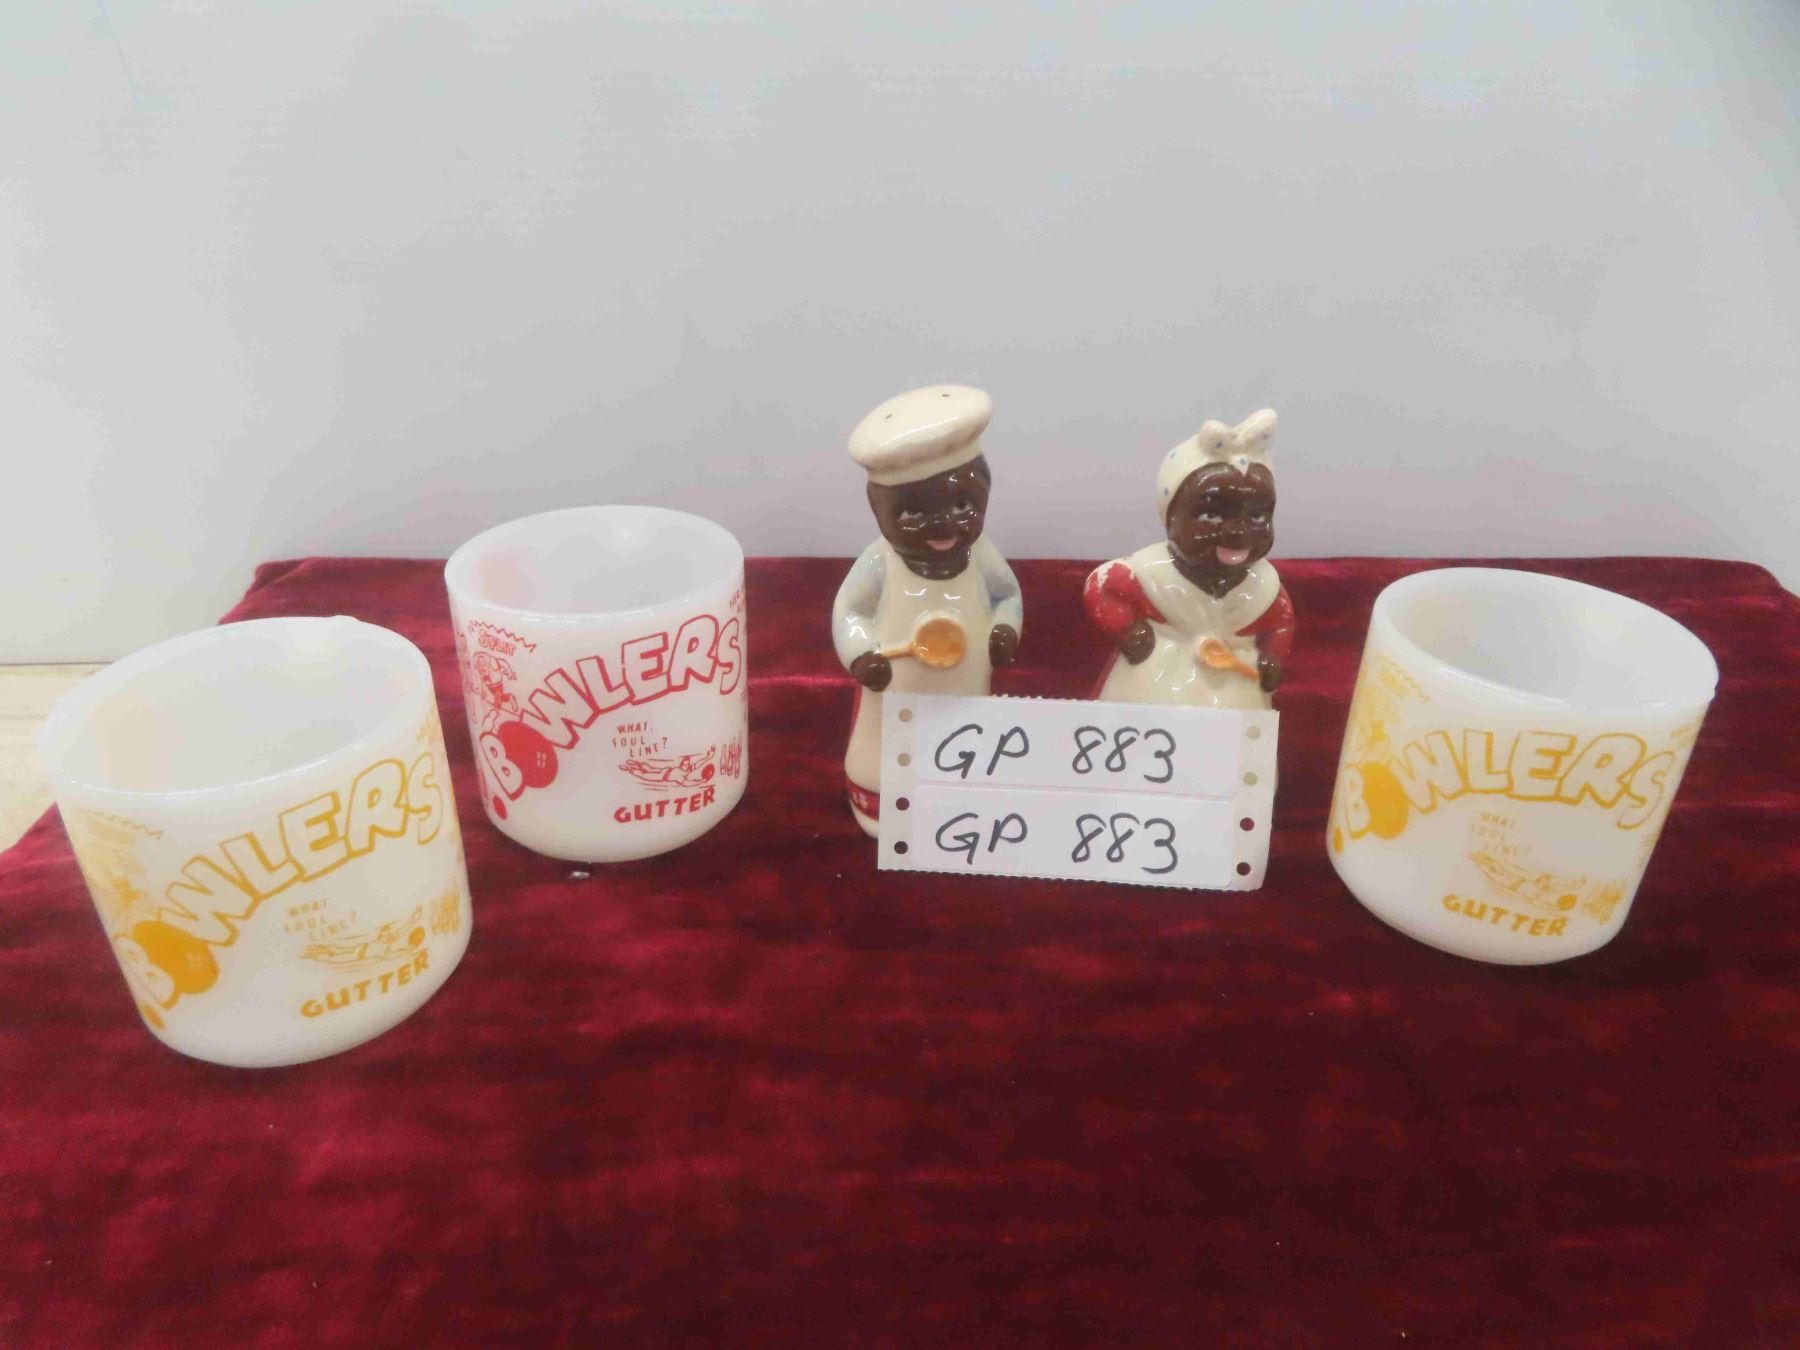 SPLIT
BOWLERS
WHAT,
FOUL
LINE?
GUTTER
BOWLERS
WHAT,
FOUL
LINE?
GUTTER
GP 883
GP 883
BOWLERS
WHAT,
FOUL
LINE?
GUTTER